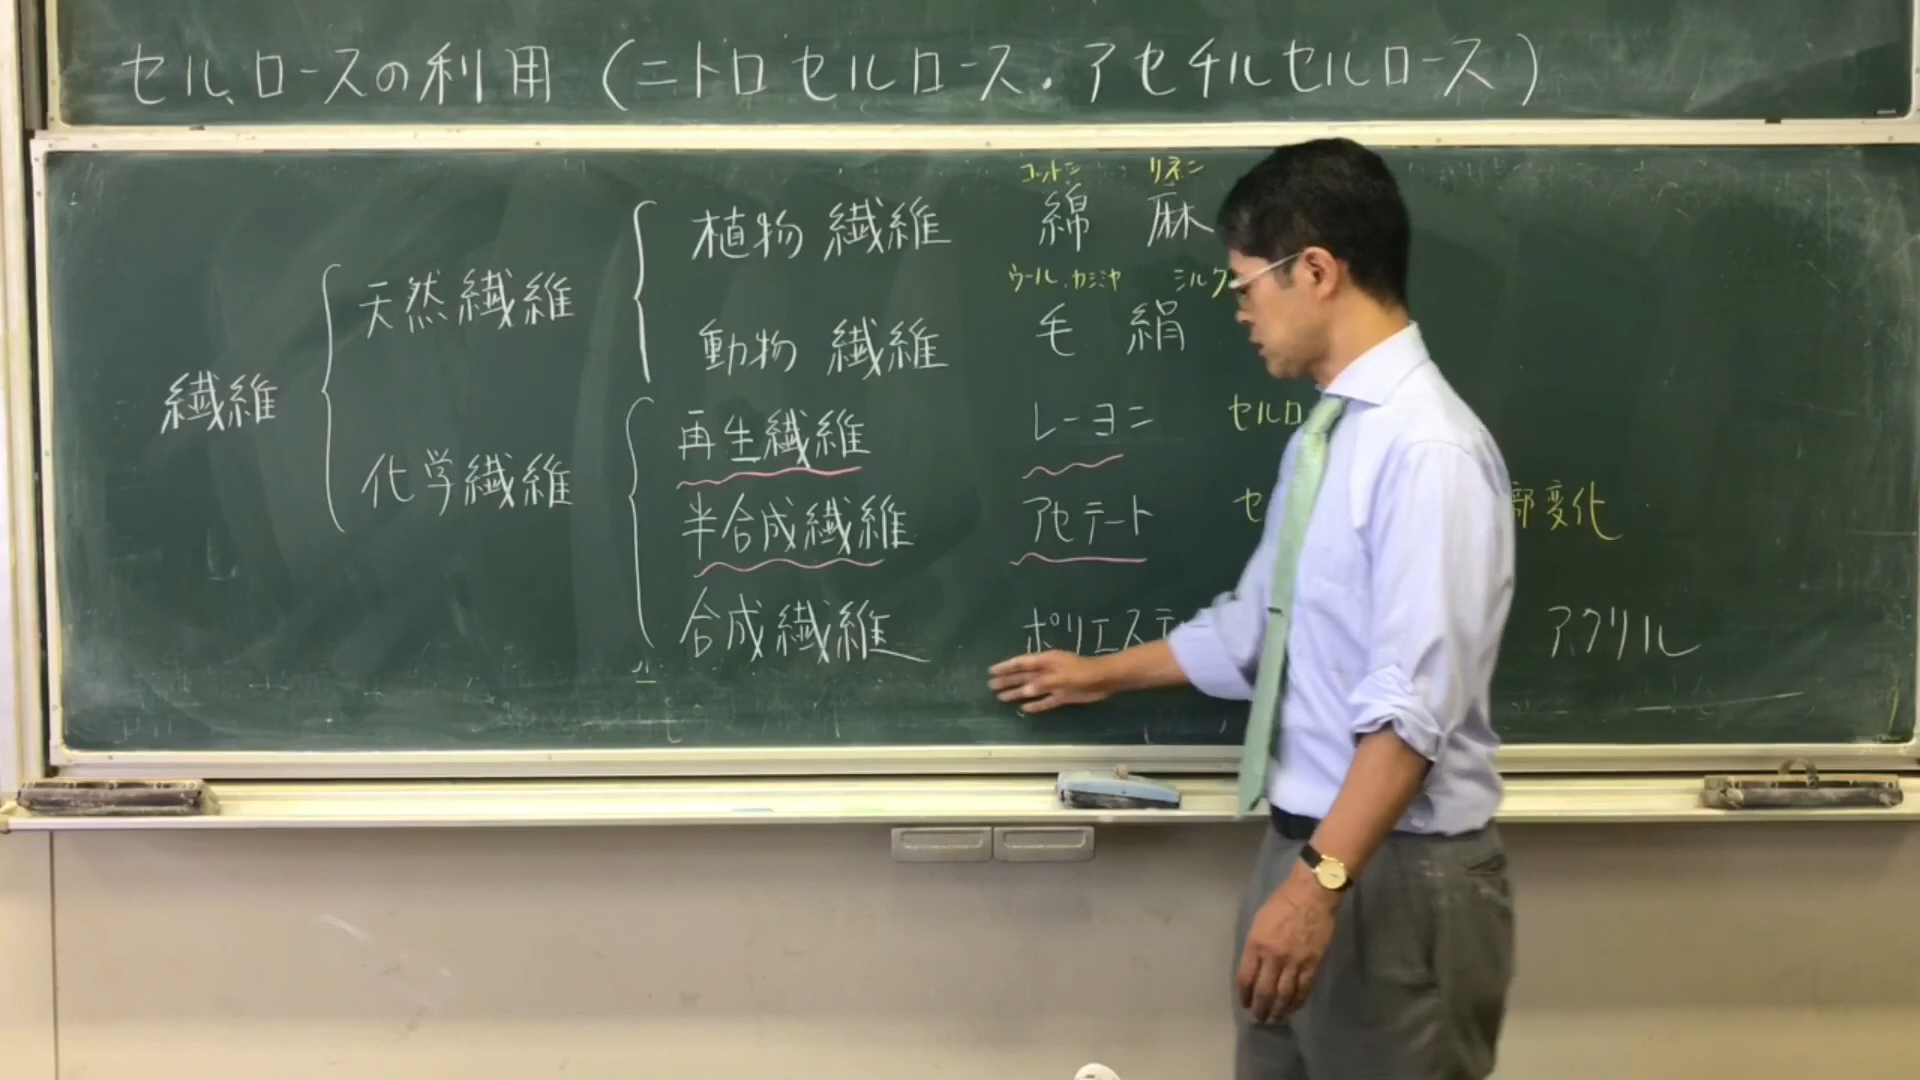 セルロースの利用（ニトロセルロース・アセチルセルロース）
コットン リネン
植物繊維 綿 麻
ウール・カシミヤ シルク
天然繊維
動物繊維 毛 絹
繊維
再生繊維 レーヨン セルロ
化学繊維
半合成繊維 アセテート セ 部変化
合成繊維 ポリエステ アクリル